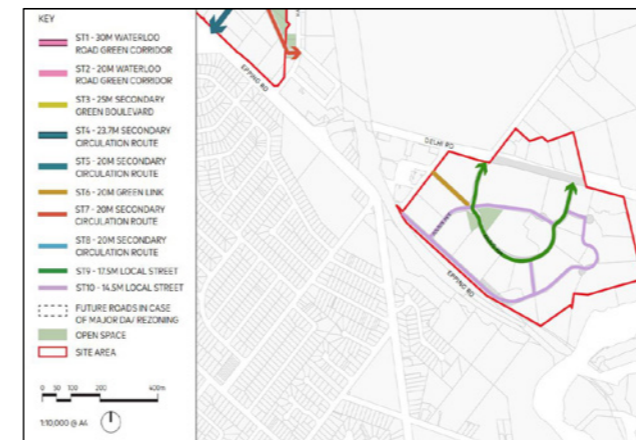 KEY
ST1 - 30M WATERLOO
ROAD GREEN CORRIDOR
ST2 - 20M WATERLOO
ROAD GREEN CORRIDOR
ST3 - 25M SECONDARY
GREEN BOULEVARD
ST4 - 23.7M SECONDARY
CIRCULATION ROUTE
ST5 - 20M SECONDARY
CIRCULATION ROUTE
ST6 - 20M GREEN LINK
ST7 - 20M SECONDARY
CIRCULATION ROUTE
ST8 - 20M SECONDARY
CIRCULATION ROUTE
ST9 - 17.5M LOCAL STREET
ST10 - 14.5M LOCAL STREET
FUTURE ROADS IN CASE
OF MAJOR DA/ REZONING
OPEN SPACE
SITE AREA
0 50 100 200 400m
1:10,000 @ A4
EPPING RD
DELHI RD
EPPING RD